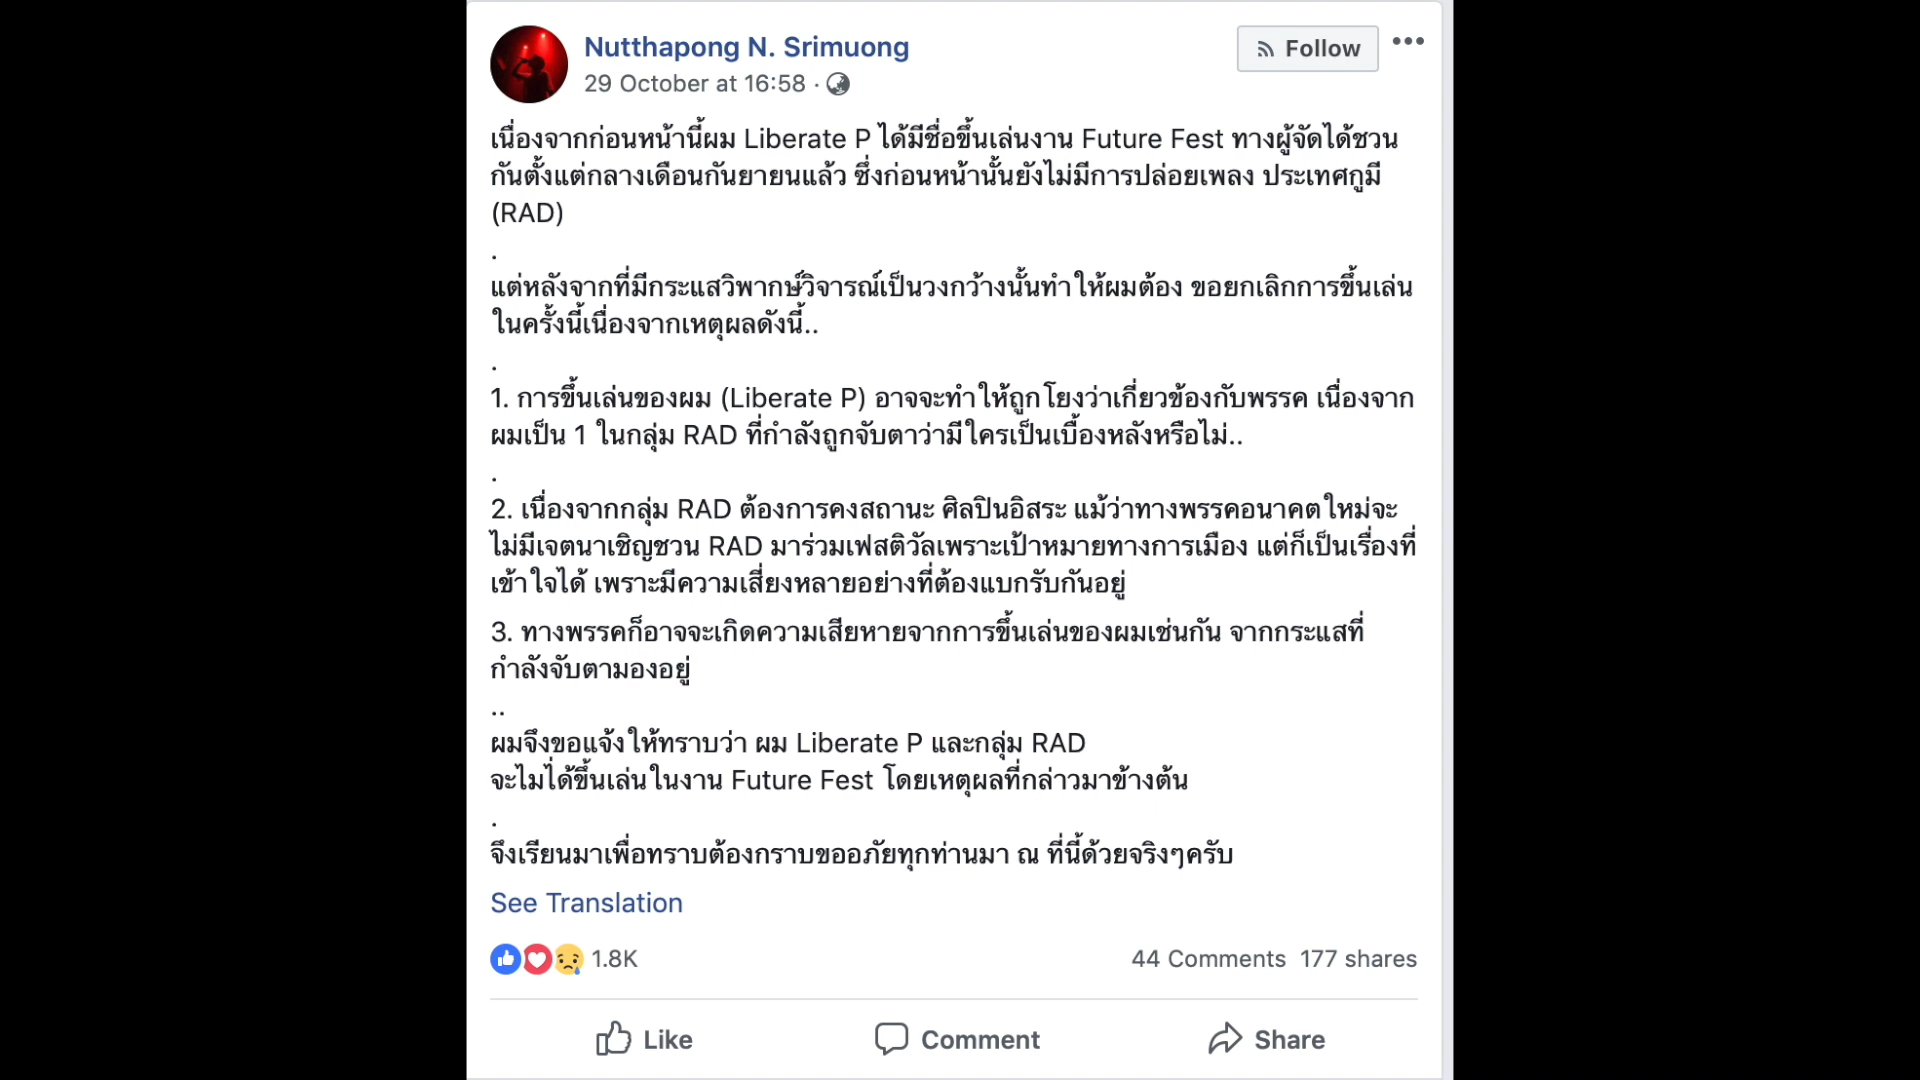 Nutthapong N. Srimuong
Follow
29 October at 16:58 ·
เนื่องจากก่อนหน้านี้ผม Liberate P ได้มีชื่อขึ้นเล่นงาน Future Fest ทางผู้จัดได้ชวน
กันตั้งแต่กลางเดือนกันยายนแล้ว ซึ่งก่อนหน้านั้นยังไม่มีการปล่อยเพลง ประเทศกูมี
(RAD)
.
แต่หลังจากที่มีกระแสวิพากษ์วิจารณ์เป็นวงกว้างนั้นทำให้ผมต้อง ขอยกเลิกการขึ้นเล่น
ในครั้งนี้เนื่องจากเหตุผลดังนี้..
.
1. การขึ้นเล่นของผม (Liberate P) อาจจะทำให้ถูกโยงว่าเกี่ยวข้องกับพรรค เนื่องจาก
ผมเป็น 1 ในกลุ่ม RAD ที่กำลังถูกจับตาว่ามีใครเป็นเบื้องหลังหรือไม่..
.
2. เนื่องจากกลุ่ม RAD ต้องการคงสถานะ ศิลปินอิสระ แม้ว่าทางพรรคอนาคตใหม่จะ
ไม่มีเจตนาเชิญชวน RAD มาร่วมเฟสติวัลเพราะเป้าหมายทางการเมือง แต่ก็เป็นเรื่องที่
เข้าใจได้ เพราะมีความเสี่ยงหลายอย่างที่ต้องแบกรับกันอยู่
3. ทางพรรคก็อาจจะเกิดความเสียหายจากการขึ้นเล่นของผมเช่นกัน จากกระแสที่
กำลังจับตามองอยู่
..
ผมจึงขอแจ้งให้ทราบว่า ผม Liberate P และกลุ่ม RAD
จะไม่ได้ขึ้นเล่นในงาน Future Fest โดยเหตุผลที่กล่าวมาข้างต้น
.
จึงเรียนมาเพื่อทราบต้องกราบขออภัยทุกท่านมา ณ ที่นี้ด้วยจริงๆครับ
See Translation
1.8K
44 Comments 177 shares
Like
Comment
Share